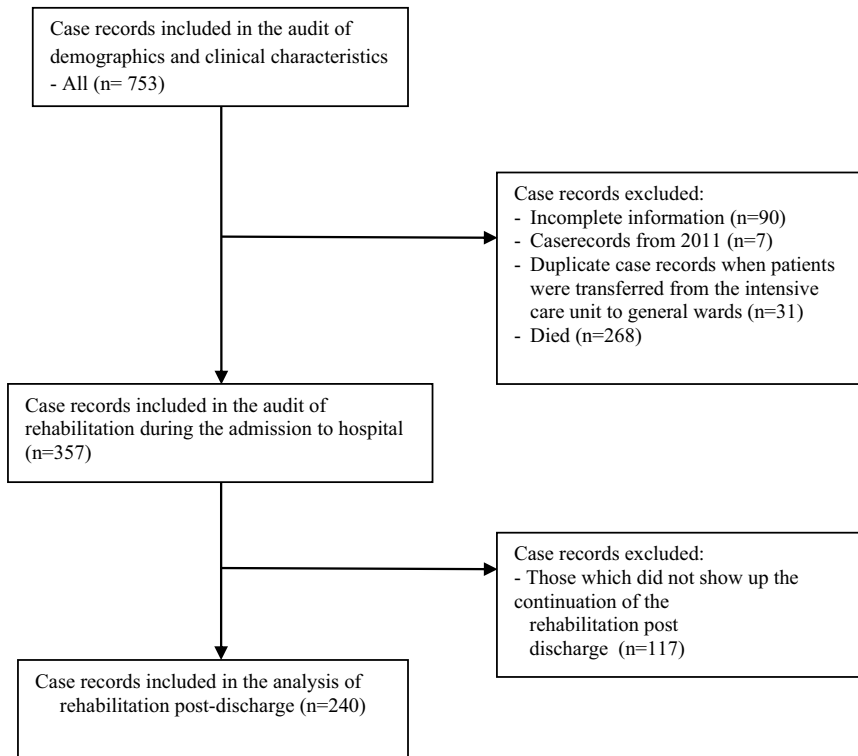 Case records included in the audit of
demographics and clinical characteristics
- All (n= 753)
Case records excluded:
- Incomplete information (n=90)
- Caserecords from 2011 (n=7)
- Duplicate case records when patients
were transferred from the intensive
care unit to general wards (n=31)
- Died (n=268)
Case records included in the audit of
rehabilitation during the admission to hospital
(n=357)
Case records excluded:
- Those which did not show up the
continuation of the
rehabilitation post
discharge (n=117)
Case records included in the analysis of
rehabilitation post-discharge (n=240)